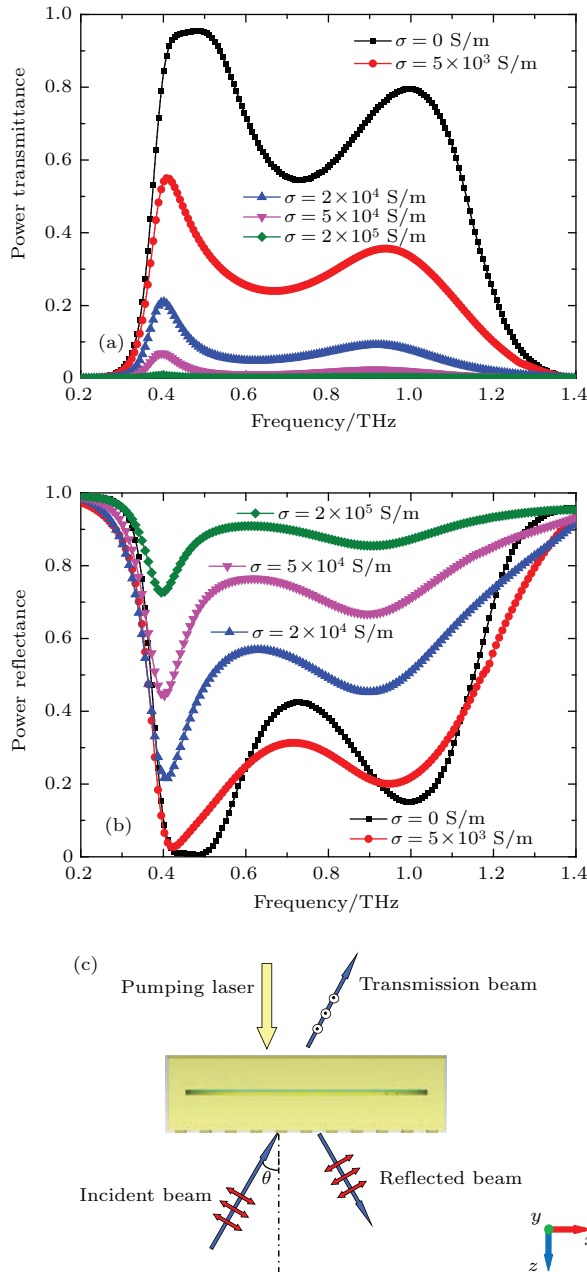 1.0
0.8
0.6
0.4
0.2
0
Power transmittance
σ = 0 S/m
σ = 5×10³ S/m
σ = 2×10⁴ S/m
σ = 5×10⁴ S/m
σ = 2×10⁵ S/m
(a)
0.2 0.4 0.6 0.8 1.0 1.2 1.4
Frequency/THz
1.0
0.8
0.6
0.4
0.2
0
Power reflectance
σ = 2×10⁵ S/m
σ = 5×10⁴ S/m
σ = 2×10⁴ S/m
σ = 0 S/m
σ = 5×10³ S/m
(b)
0.2 0.4 0.6 0.8 1.0 1.2 1.4
Frequency/THz
(c)
Pumping laser
Transmission beam
Incident beam
θ
Reflected beam
y
z